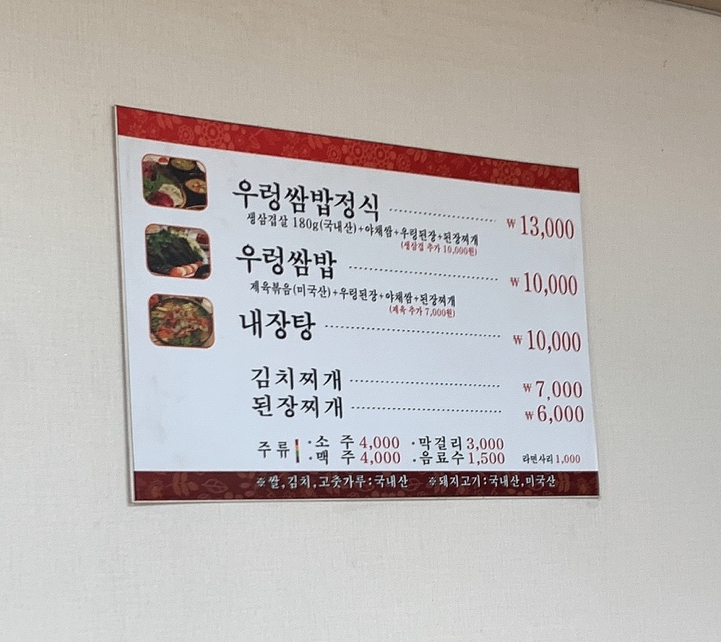 우렁쌈밥정식 ₩13,000
생삼겹살 180g(국내산)+야채쌈+우렁된장+된장찌개
(생삼겹 추가 10,000원)
우렁쌈밥 ₩10,000
제육볶음(미국산)+우렁된장+야채쌈+된장찌개
(제육 추가 7,000원)
내장탕 ₩10,000
김치찌개 ₩7,000
된장찌개 ₩6,000
주류 ·소 주 4,000 ·막걸리 3,000
·맥 주 4,000 ·음료수 1,500 라면사리 1,000
※쌀,김치,고춧가루:국내산 ※돼지고기:국내산,미국산